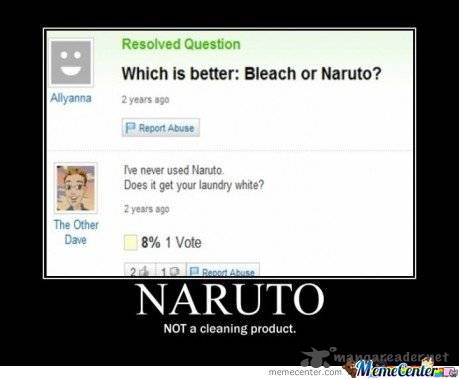 Resolved Question
Which is better: Bleach or Naruto?
Allyanna
2 years ago
Report Abuse
I've never used Naruto.
Does it get your laundry white?
2 years ago
The Other
Dave
8% 1 Vote
2 1 Report Abuse
NARUTO
NOT a cleaning product.
mangareader.net
memecenter.com MemeCenter